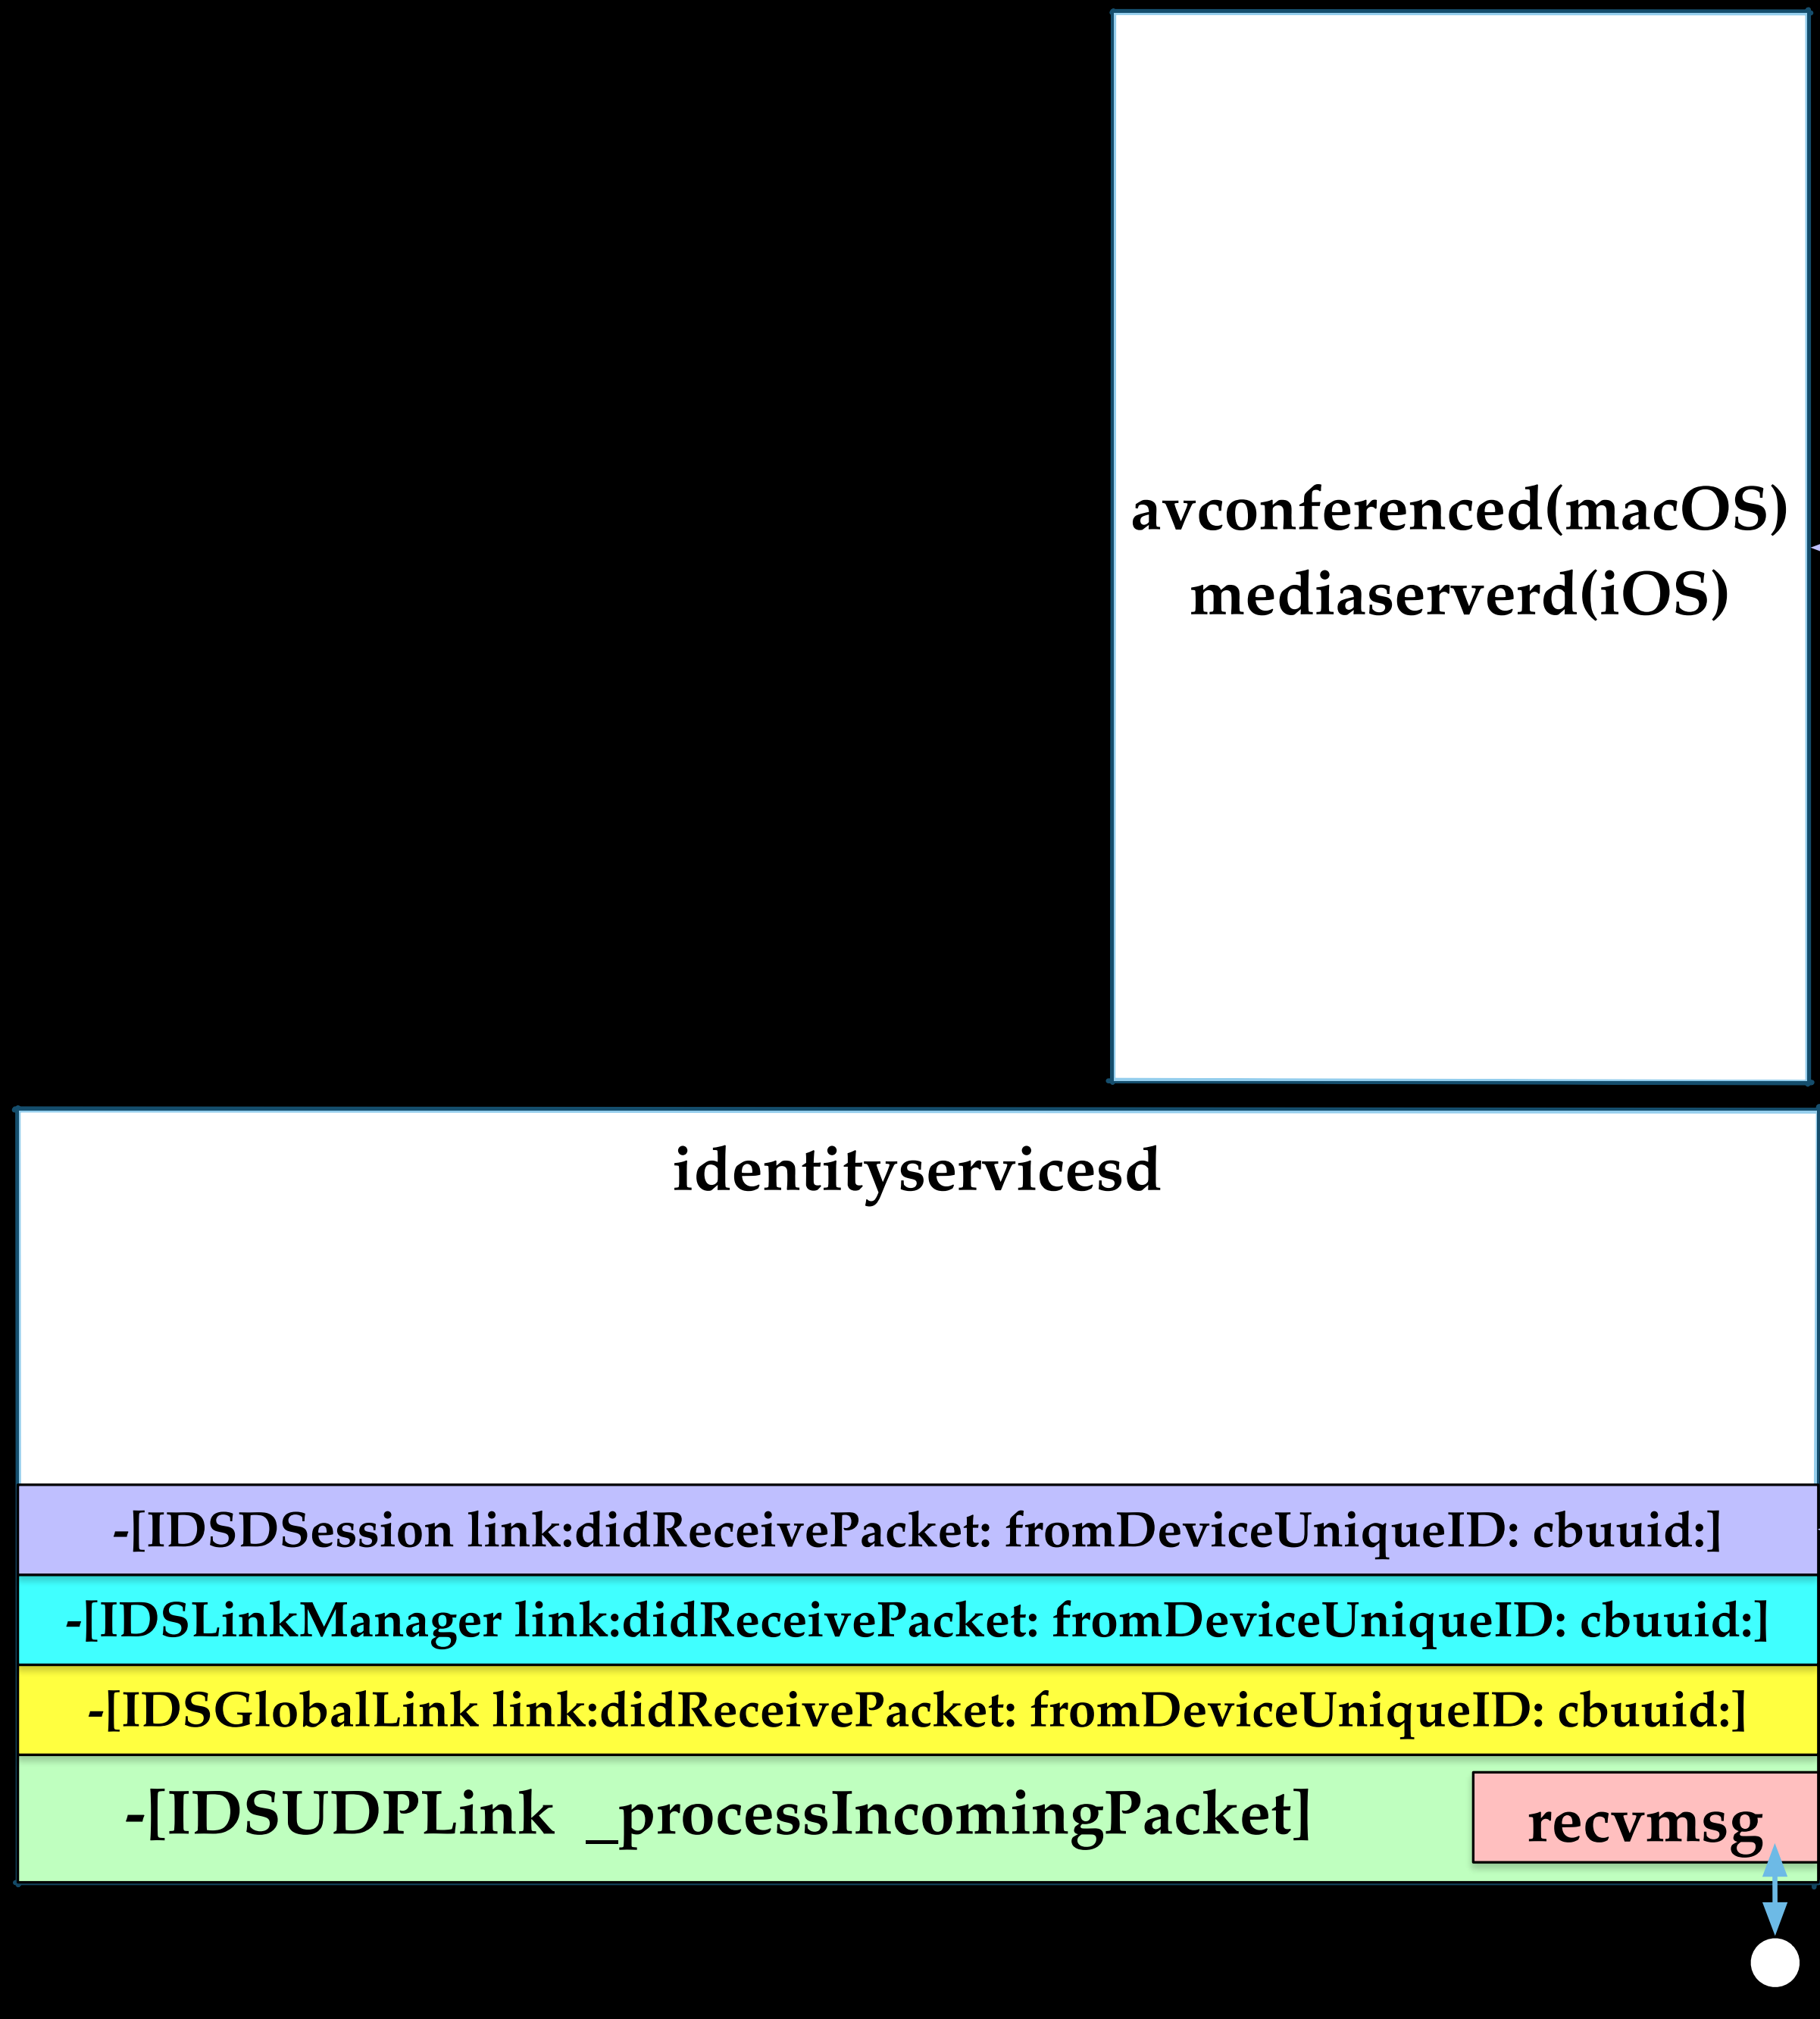 avconferenced(macOS)
mediaserverd(iOS)
identityservicesd
-[IDSDSession link:didReceivePacket: fromDeviceUniqueID: cbuuid:]
-[IDSLinkManager link:didReceivePacket: fromDeviceUniqueID: cbuuid:]
-[IDSGlobalLink link:didReceivePacket: fromDeviceUniqueID: cbuuid:]
-[IDSUDPLink _processIncomingPacket]
recvmsg